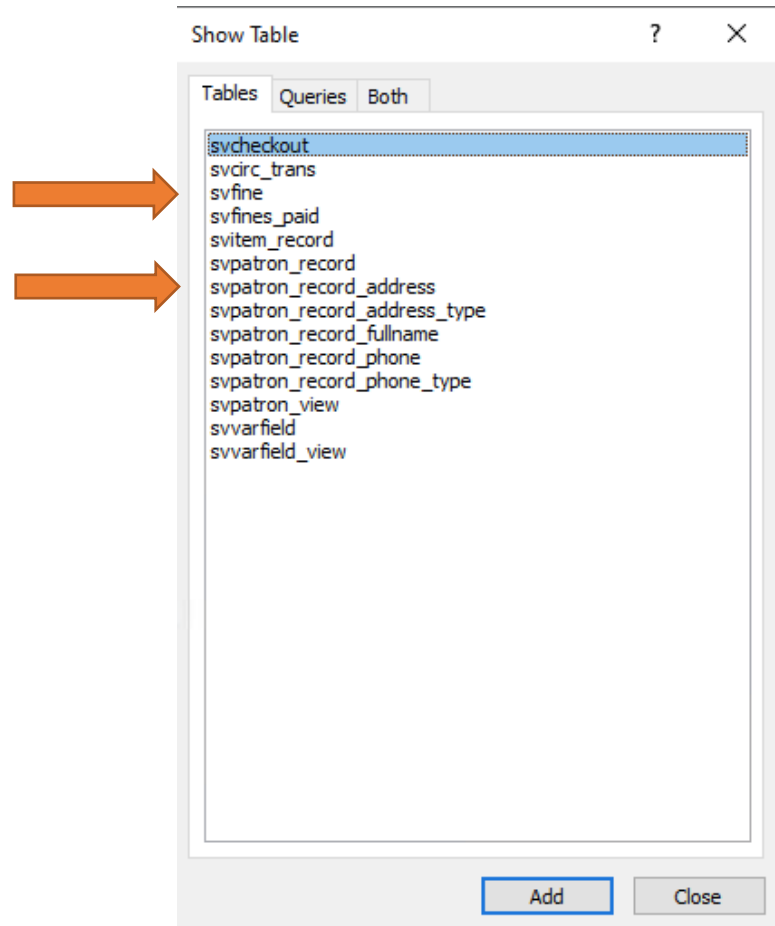 Show Table ?
Tables Queries Both
svcheckout
svcirc_trans
svfine
svfines_paid
svitem_record
svpatron_record
svpatron_record_address
svpatron_record_address_type
svpatron_record_fullname
svpatron_record_phone
svpatron_record_phone_type
svpatron_view
svvarfield
svvarfield_view
Add Close